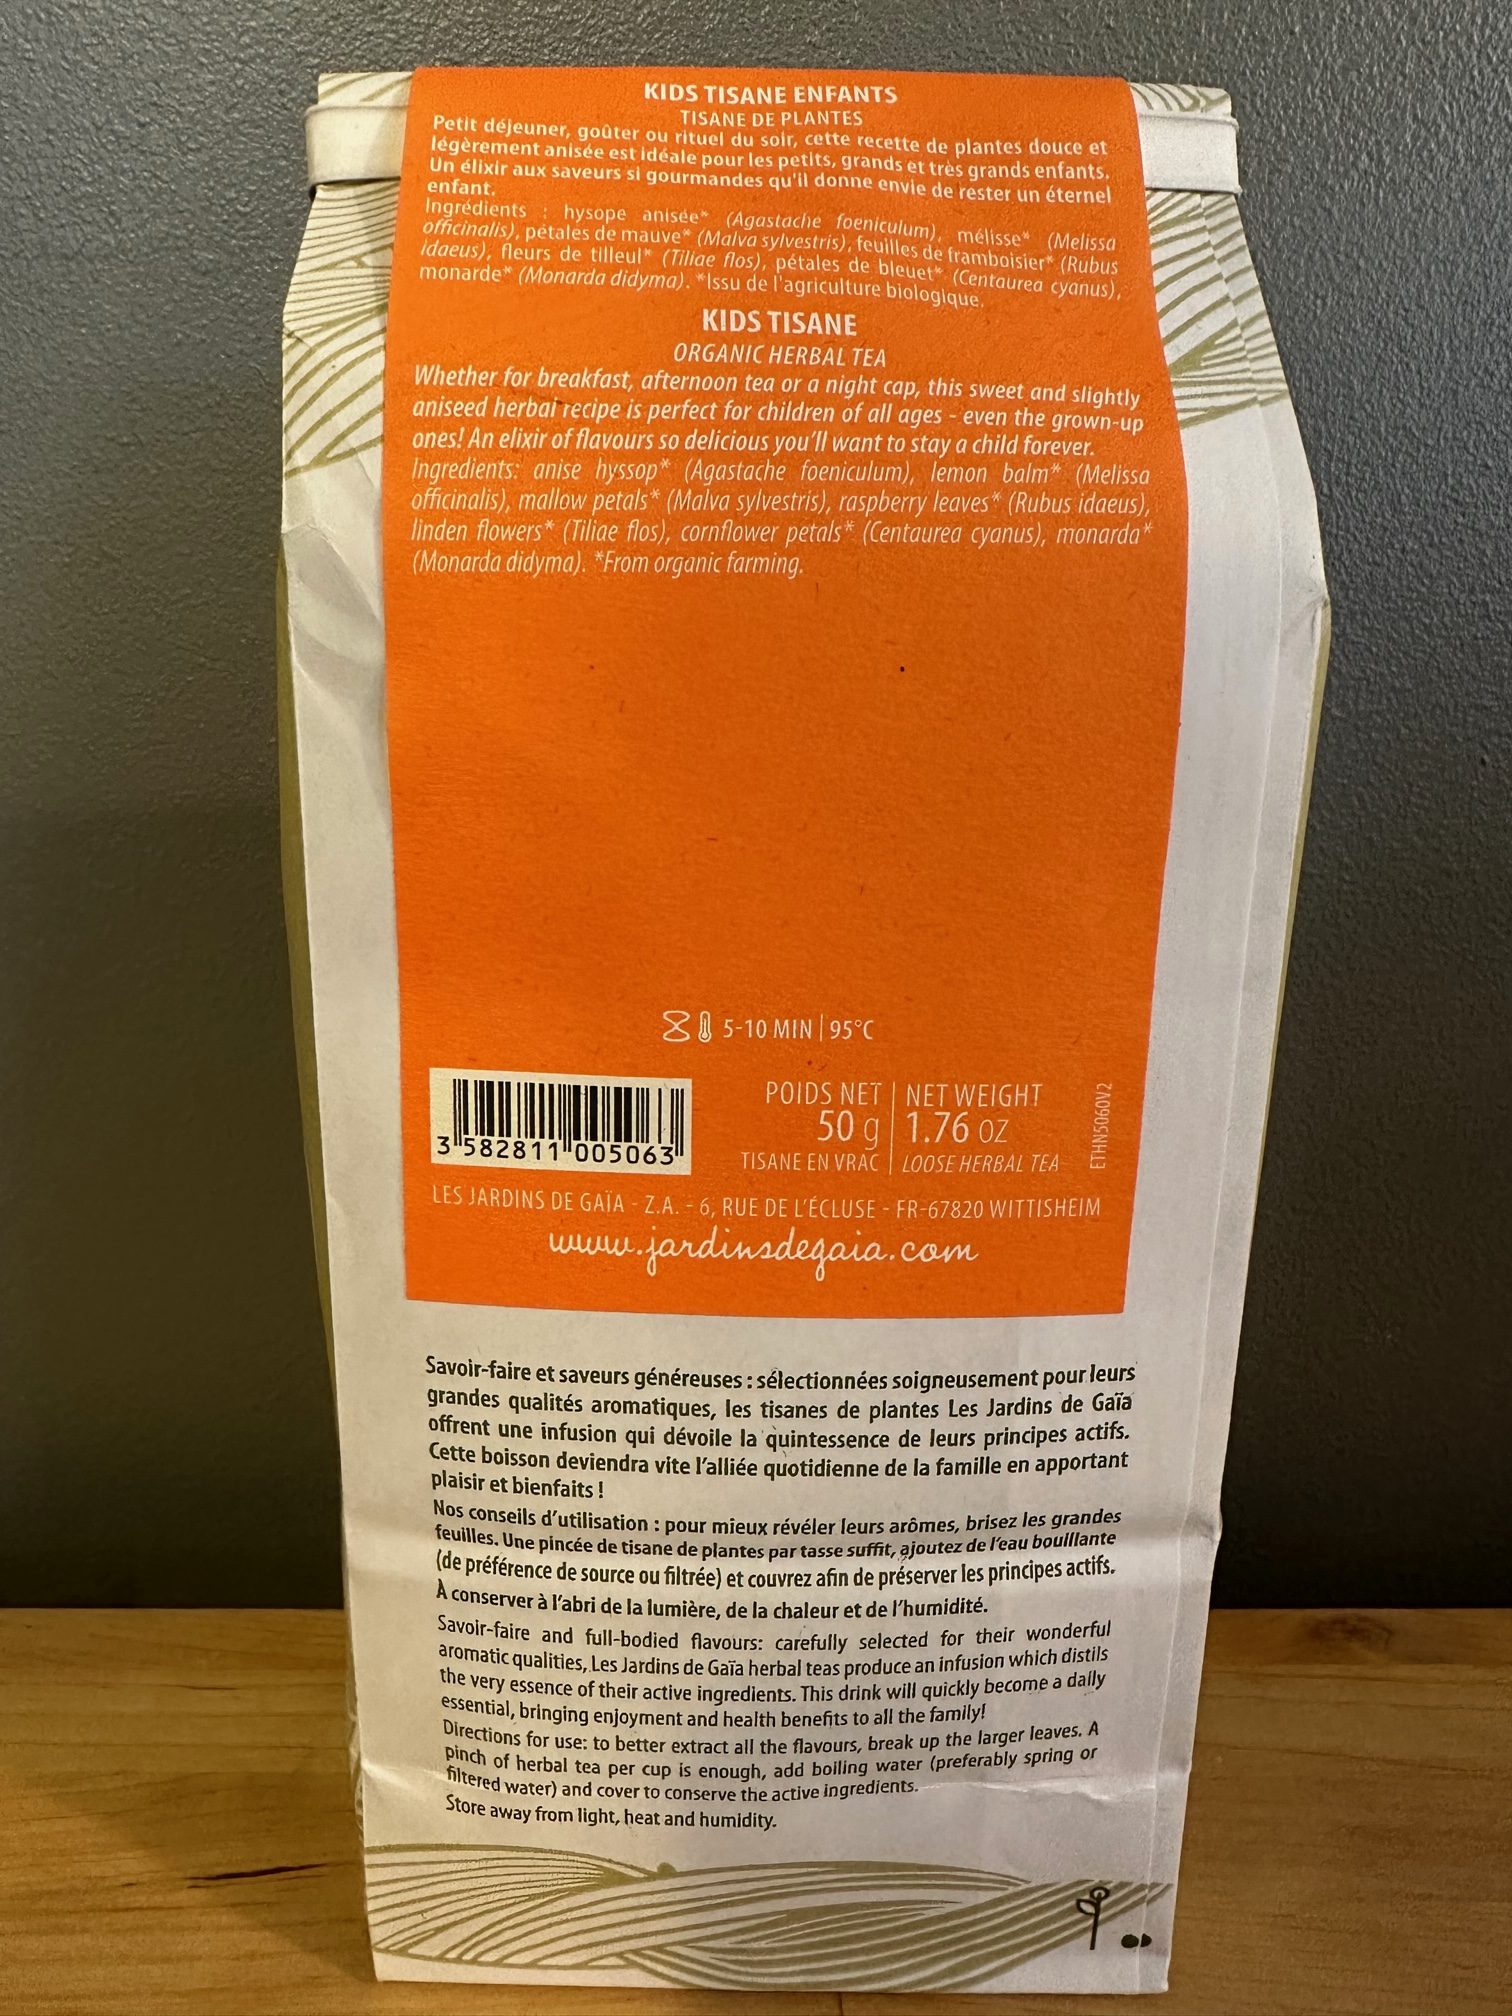 KIDS TISANE ENFANTS
TISANE DE PLANTES
Petit déjeuner, goûter ou rituel du soir, cette recette de plantes douce et
légèrement anisée est idéale pour les petits, grands et très grands enfants.
Un élixir aux saveurs si gourmandes qu'il donne envie de rester un éternel
enfant.
Ingrédients : hysope anisée* (Agastache foeniculum), mélisse* (Melissa
officinalis), pétales de mauve* (Malva sylvestris), feuilles de framboisier* (Rubus
idaeus), fleurs de tilleul* (Tiliae flos), pétales de bleuet* (Centaurea cyanus),
monarde* (Monarda didyma). *Issu de l'agriculture biologique.
KIDS TISANE
ORGANIC HERBAL TEA
Whether for breakfast, afternoon tea or a night cap, this sweet and slightly
aniseed herbal recipe is perfect for children of all ages - even the grown-up
ones! An elixir of flavours so delicious you'll want to stay a child forever.
Ingredients: anise hyssop* (Agastache foeniculum), lemon balm* (Melissa
officinalis), mallow petals* (Malva sylvestris), raspberry leaves* (Rubus idaeus),
linden flowers* (Tiliae flos), cornflower petals* (Centaurea cyanus), monarda*
(Monarda didyma). *From organic farming.
5-10 MIN | 95°C
POIDS NET | NET WEIGHT
50 g | 1.76 OZ
TISANE EN VRAC | LOOSE HERBAL TEA
ETHN5060V2
3 582811 005063
LES JARDINS DE GAÏA - Z.A. - 6, RUE DE L'ÉCLUSE - FR-67820 WITTISHEIM
www.jardinsdegaia.com
Savoir-faire et saveurs généreuses : sélectionnées soigneusement pour leurs
grandes qualités aromatiques, les tisanes de plantes Les Jardins de Gaïa
offrent une infusion qui dévoile la quintessence de leurs principes actifs.
Cette boisson deviendra vite l'alliée quotidienne de la famille en apportant
plaisir et bienfaits !
Nos conseils d'utilisation : pour mieux révéler leurs arômes, brisez les grandes
feuilles. Une pincée de tisane de plantes par tasse suffit, ajoutez de l'eau bouillante
(de préférence de source ou filtrée) et couvrez afin de préserver les principes actifs.
À conserver à l'abri de la lumière, de la chaleur et de l'humidité.
Savoir-faire and full-bodied flavours: carefully selected for their wonderful
aromatic qualities, Les Jardins de Gaïa herbal teas produce an infusion which distils
the very essence of their active ingredients. This drink will quickly become a daily
essential, bringing enjoyment and health benefits to all the family!
Directions for use: to better extract all the flavours, break up the larger leaves. A
pinch of herbal tea per cup is enough, add boiling water (preferably spring or
filtered water) and cover to conserve the active ingredients.
Store away from light, heat and humidity.